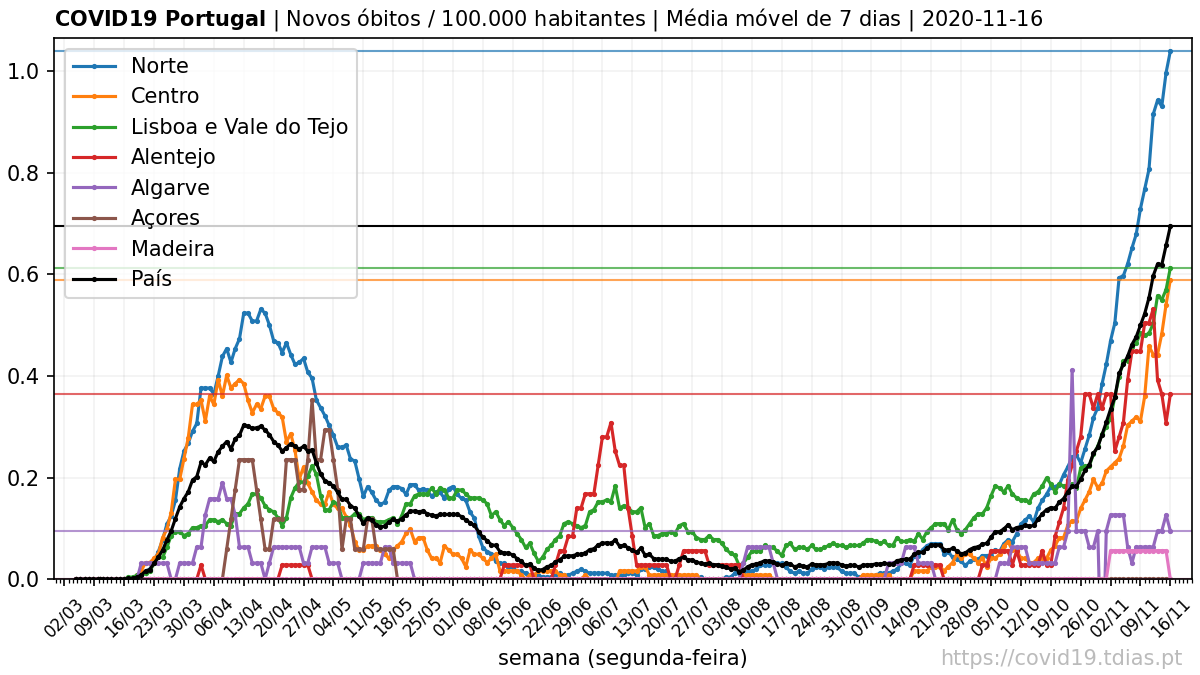 COVID19 Portugal | Novos óbitos / 100.000 habitantes | Média móvel de 7 dias | 2020-11-16
Norte
Centro
Lisboa e Vale do Tejo
Alentejo
Algarve
Açores
Madeira
País
1.0
0.8
0.6
0.4
0.2
0.0
02/03 09/03 16/03 23/03 30/03 06/04 13/04 20/04 27/04 04/05 11/05 18/05 25/05 01/06 08/06 15/06 22/06 29/06 06/07 13/07 20/07 27/07 03/08 10/08 17/08 24/08 31/08 07/09 14/09 21/09 28/09 05/10 12/10 19/10 26/10 02/11 09/11 16/11
semana (segunda-feira)
https://covid19.tdias.pt